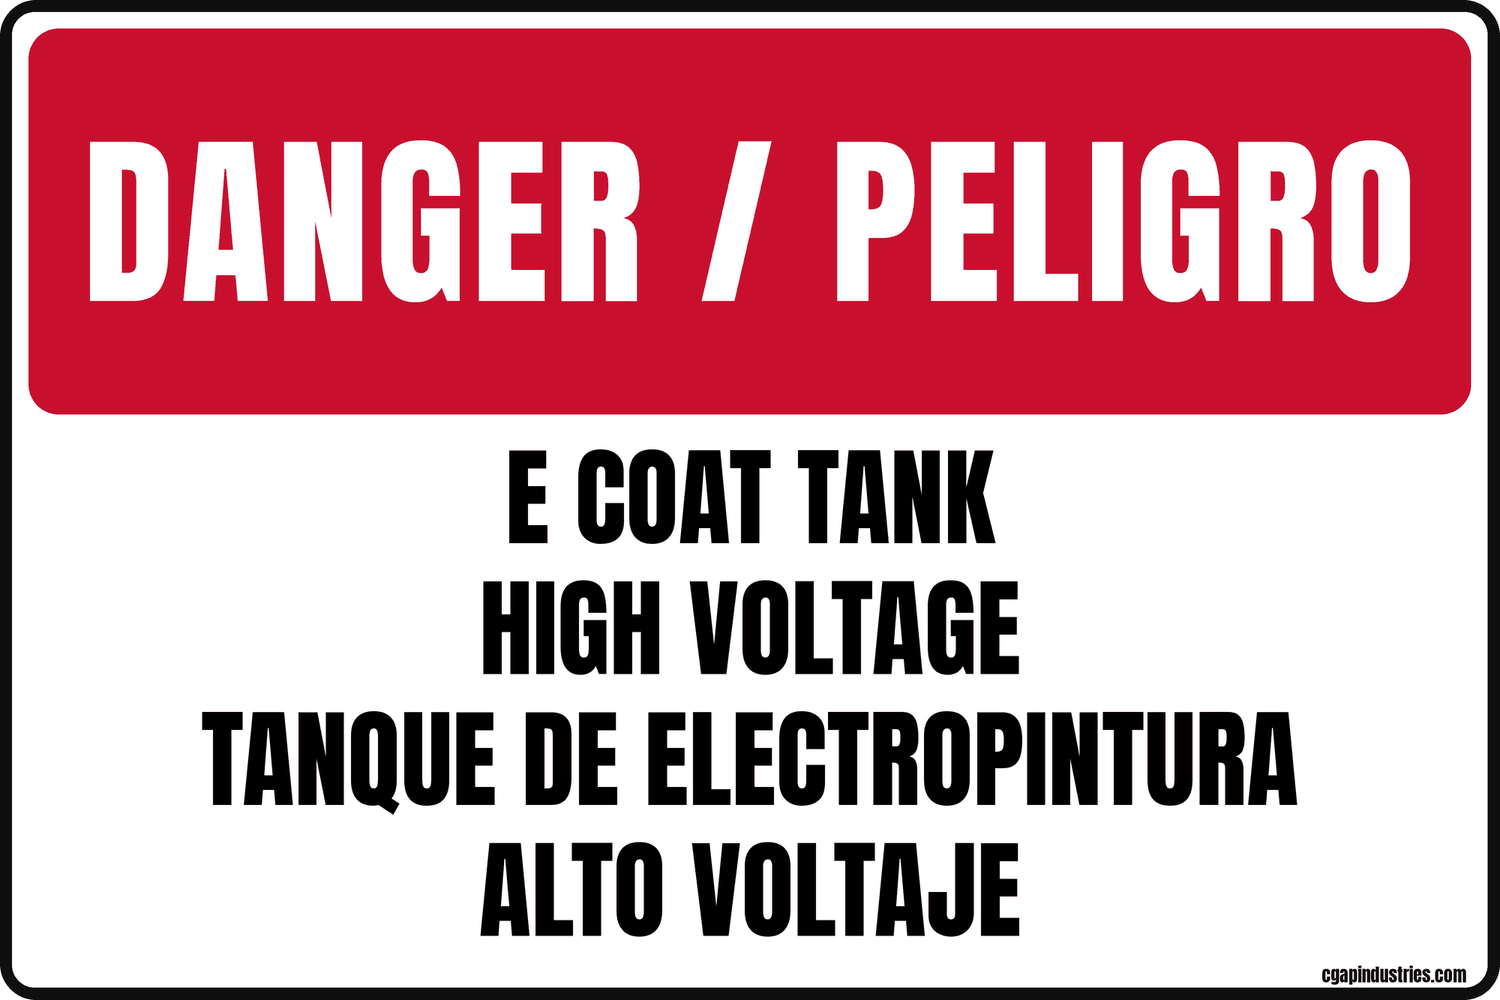 DANGER / PELIGRO
E COAT TANK
HIGH VOLTAGE
TANQUE DE ELECTROPINTURA
ALTO VOLTAJE
cgapindustries.com